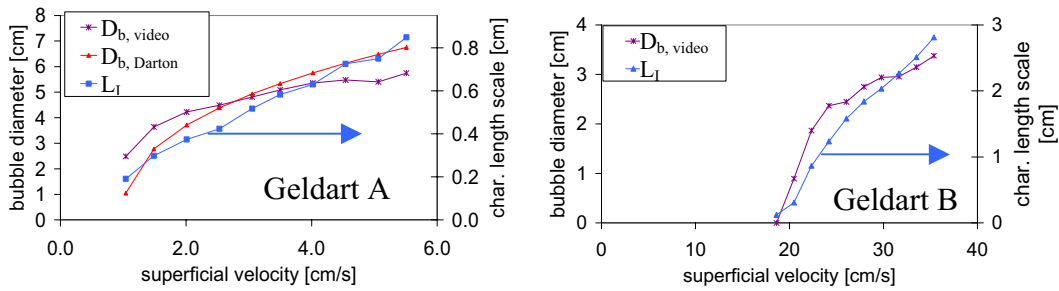 8
7
6
5
4
3
2
1
0
bubble diameter [cm]
D_b, video
D_b, Darton
L_I
Geldart A
0.0
2.0
4.0
6.0
superficial velocity [cm/s]
0.8
0.6
0.4
0.2
0.0
char. length scale [cm]
4
3
2
1
0
bubble diameter [cm]
D_b, video
L_I
Geldart B
0
10
20
30
40
superficial velocity [cm/s]
3
2
1
0
char. length scale
[cm]